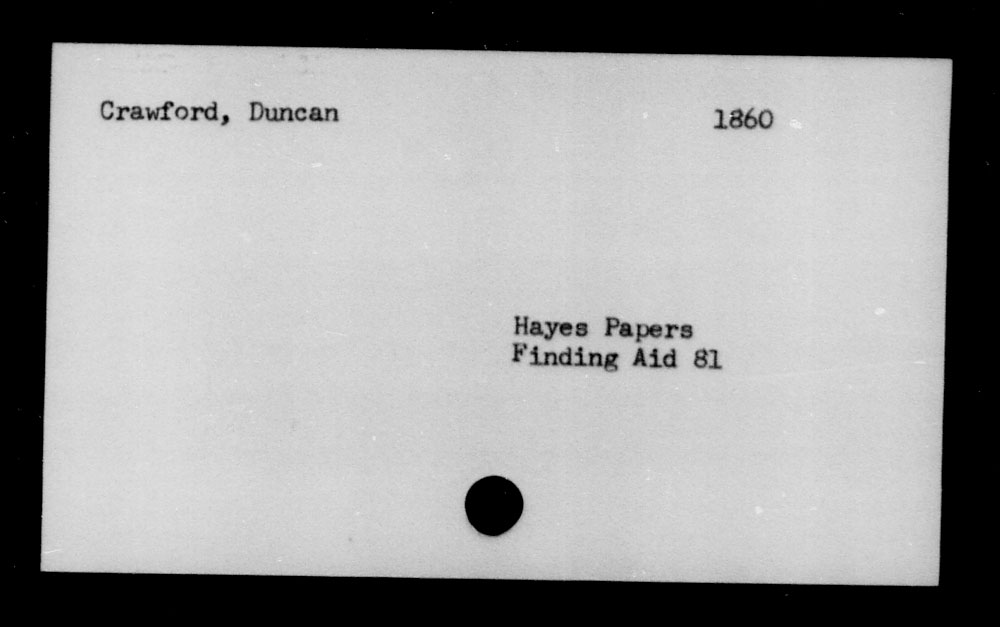 Crawford, Duncan 1860
Hayes Papers
Finding Aid 81